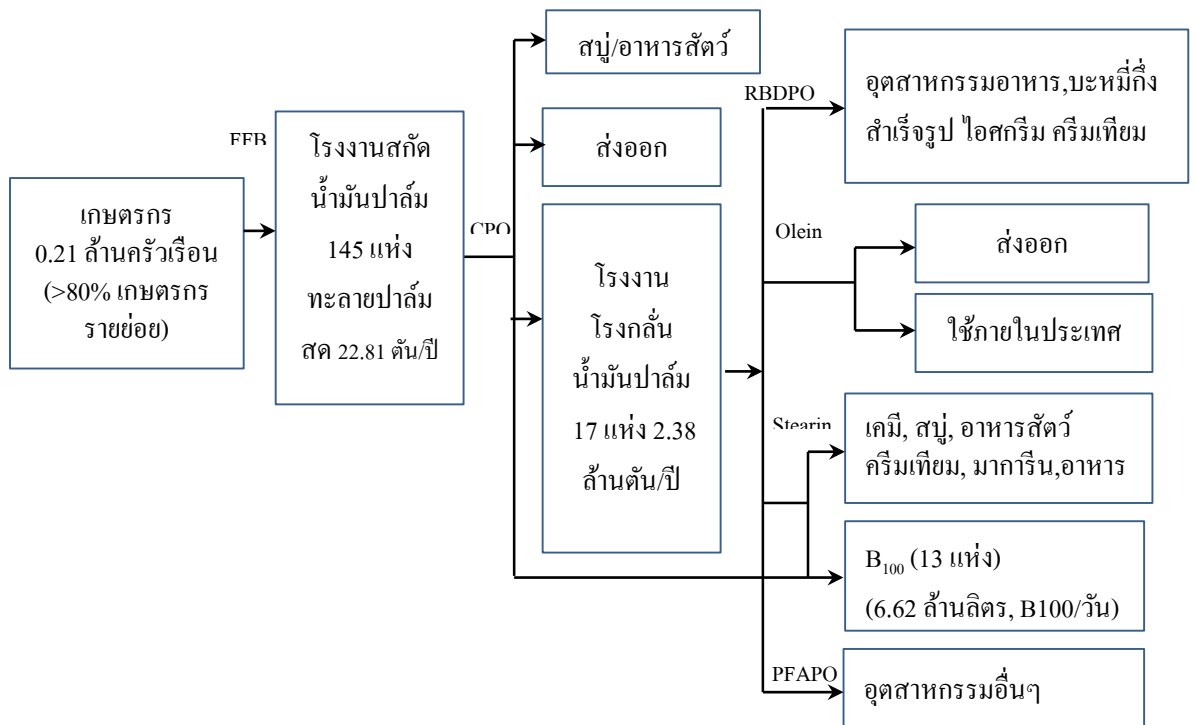 เกษตรกร
0.21 ล้านครัวเรือน
(>80% เกษตรกร
รายย่อย)
FFB
โรงงานสกัด
น้ำมันปาล์ม
145 แห่ง
ทะลายปาล์ม
สด 22.81 ตัน/ปี
CPO
สบู่/อาหารสัตว์
ส่งออก
โรงงาน
โรงกลั่น
น้ำมันปาล์ม
17 แห่ง 2.38
ล้านตัน/ปี
RBDPO
อุตสาหกรรมอาหาร,บะหมี่กึ่ง
สำเร็จรูป ไอศกรีม ครีมเทียม
Olein
ส่งออก
ใช้ภายในประเทศ
Stearin
เคมี, สบู่, อาหารสัตว์
ครีมเทียม, มาการีน,อาหาร
B100 (13 แห่ง)
(6.62 ล้านลิตร, B100/วัน)
PFAPO
อุตสาหกรรมอื่นๆ